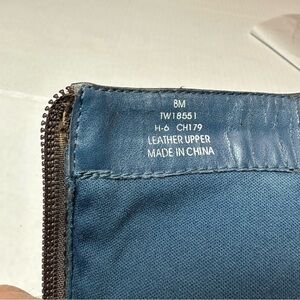 8M
TW18551
H-6 CH179
LEATHER UPPER
MADE IN CHINA